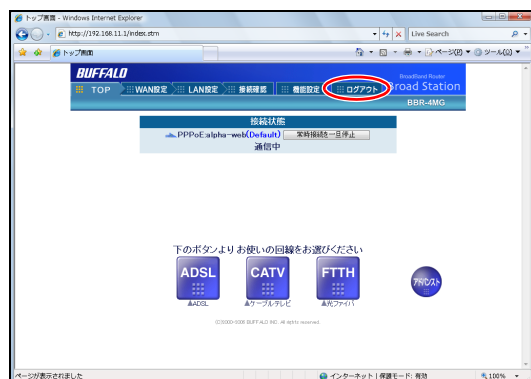 トップ画面 - Windows Internet Explorer
http://192.168.11.1/index.stm
Live Search
トップ画面
ページ(P)
ツール(O)
BUFFALO
BroadBand Router
Broad Station
TOP WAN設定 LAN設定 接続確認 機能設定 ログアウト
BBR-4MG
接続状態
PPPoE:alpha-web(Default) 常時接続を一旦停止
通信中
下のボタンより お使いの回線をお選びください
ADSL CATV FTTH
アドバンスト
▲ADSL ▲ケーブルテレビ ▲光ファイバ
(C)2000-2006 BUFFALO INC. All rights reserved.
ページが表示されました
インターネット | 保護モード: 有効
100%